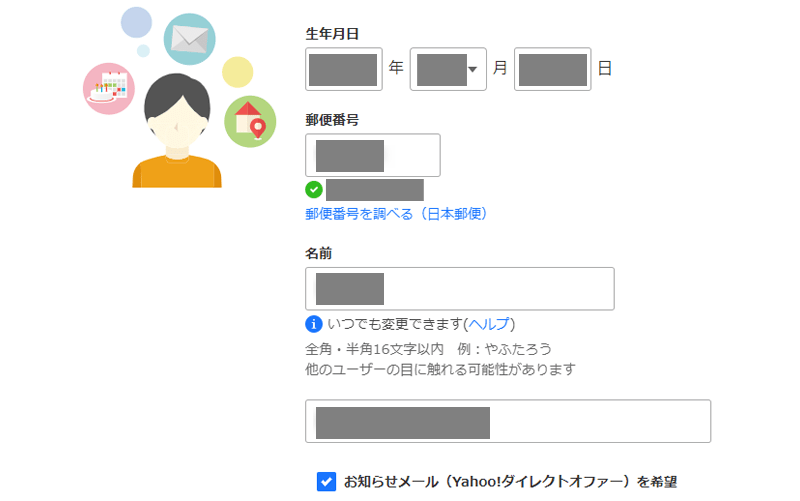 生年月日
年 月 日
郵便番号
郵便番号を調べる（日本郵便）
名前
いつでも変更できます(ヘルプ)
全角・半角16文字以内　例：やふたろう
他のユーザーの目に触れる可能性があります
お知らせメール（Yahoo!ダイレクトオファー）を希望